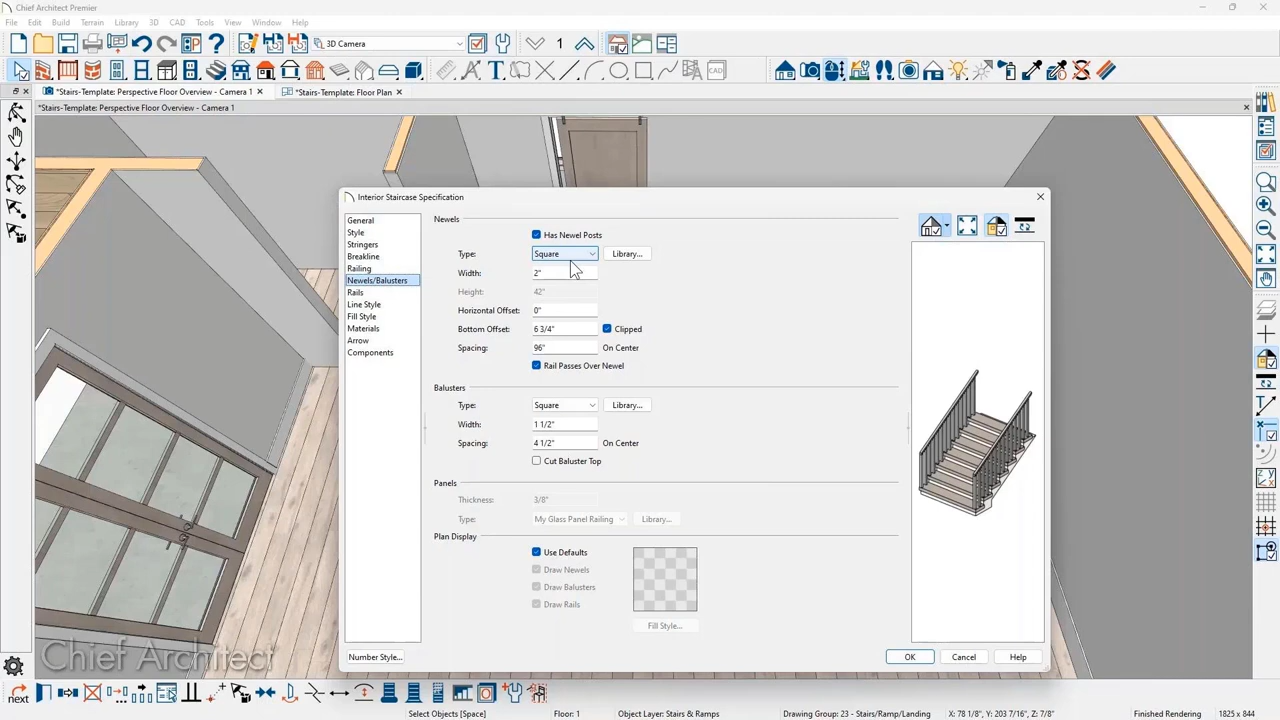 Chief Architect Premier
File Edit Build Terrain Library 3D CAD Tools View Window Help
1 3D Camera 1
CAD
*Stairs-Template: Perspective Floor Overview - Camera 1 *Stairs-Template: Floor Plan
*Stairs-Template: Perspective Floor Overview - Camera 1
Interior Staircase Specification
General
Style
Stringers
Breakline
Railing
Newels/Balusters
Rails
Line Style
Fill Style
Materials
Arrow
Components
Newels
Has Newel Posts
Type: Square Library...
Width: 2"
Height: 42"
Horizontal Offset: 0"
Bottom Offset: 6 3/4" Clipped
Spacing: 96" On Center
Rail Passes Over Newel
Balusters
Type: Square Library...
Width: 1 1/2"
Spacing: 4 1/2" On Center
Cut Baluster Top
Panels
Thickness: 3/8"
Type: My Glass Panel Railing Library...
Plan Display
Use Defaults
Draw Newels
Draw Balusters
Draw Rails
Fill Style...
Number Style... OK Cancel Help
Chief Architect
next
Select Objects [Space] Floor: 1 Object Layer: Stairs & Ramps Drawing Group: 23 - Stairs/Ramp/Landing X: 78 1/8", Y: 203 7/16", Z: 7/8" Finished Rendering 1825 x 844